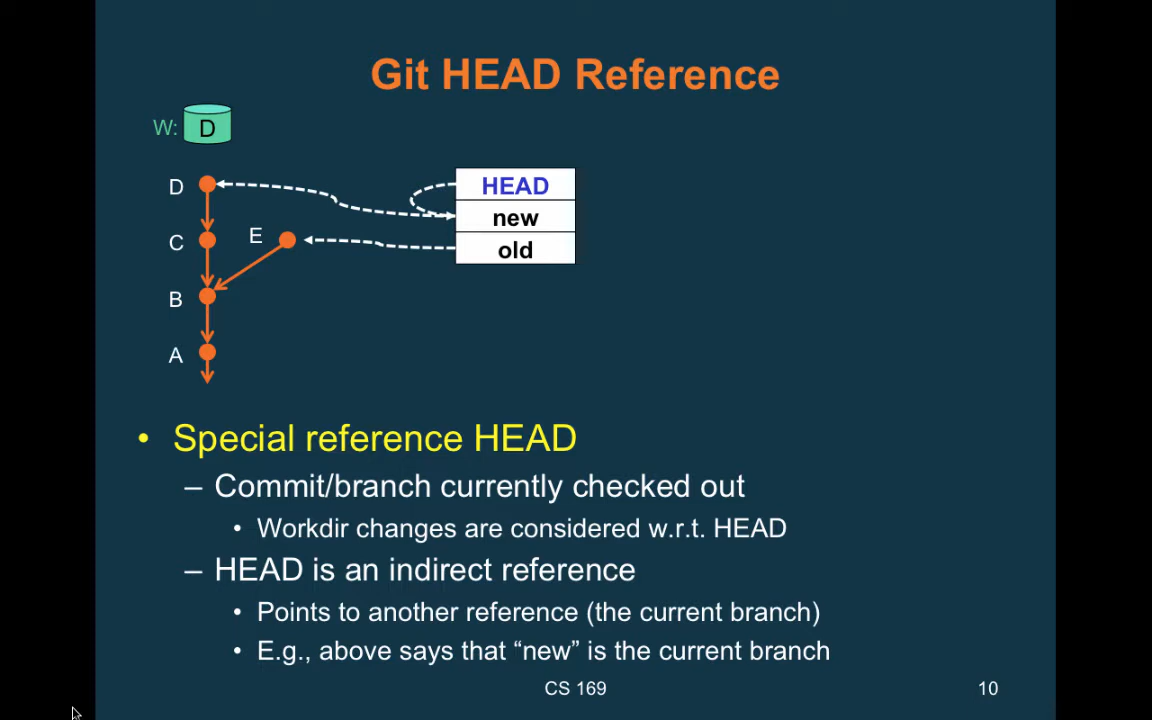 Git HEAD Reference
W: D
D
HEAD
new
C
E
old
B
A
• Special reference HEAD
– Commit/branch currently checked out
• Workdir changes are considered w.r.t. HEAD
– HEAD is an indirect reference
• Points to another reference (the current branch)
• E.g., above says that “new” is the current branch
CS 169
10